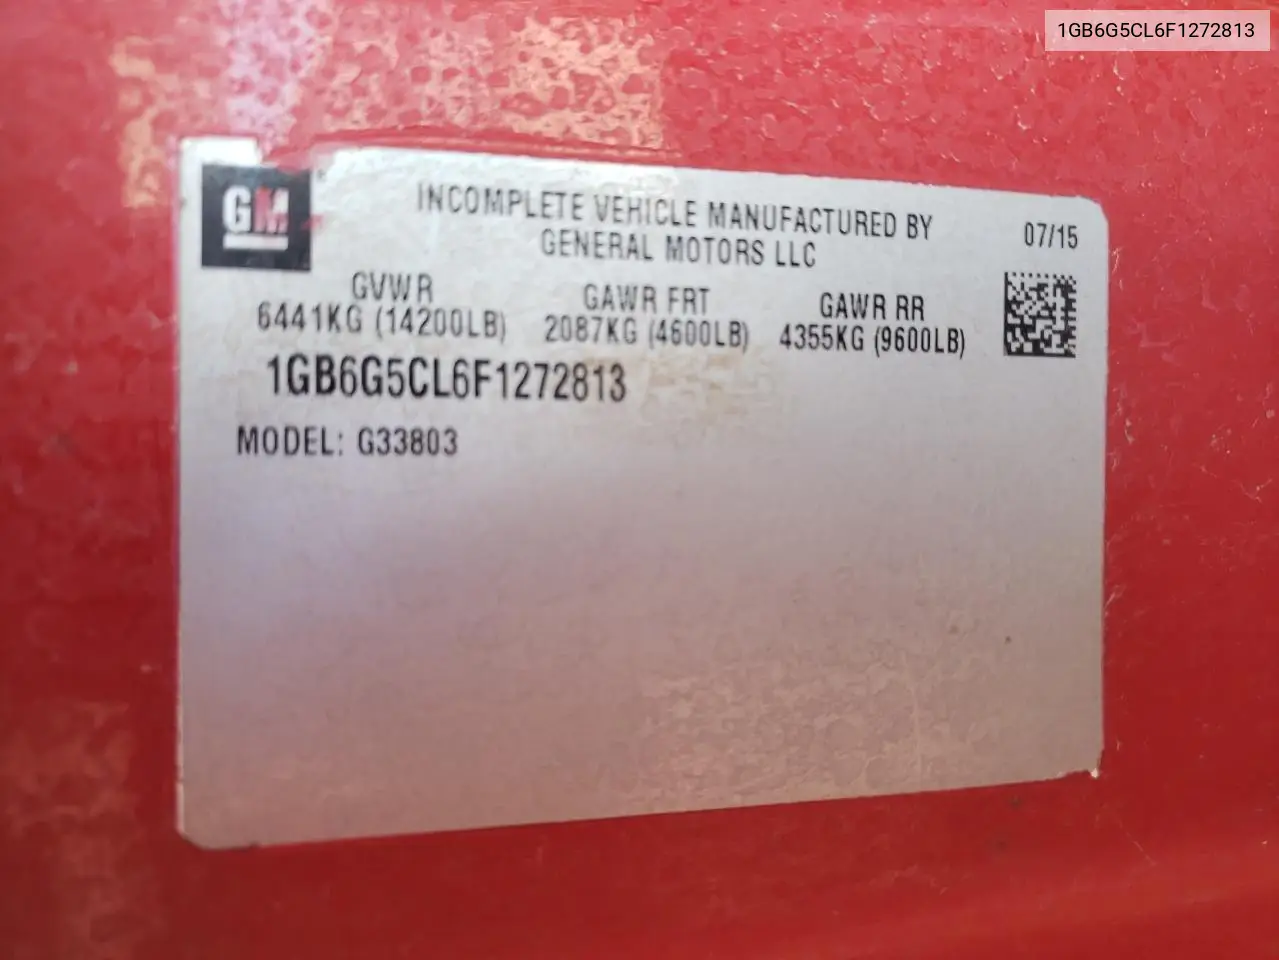 1GB6G5CL6F1272813
GM
INCOMPLETE VEHICLE MANUFACTURED BY
GENERAL MOTORS LLC
07/15
GVWR
6441KG (14200LB)
GAWR FRT
2087KG (4600LB)
GAWR RR
4355KG (9600LB)
1GB6G5CL6F1272813
MODEL: G33803